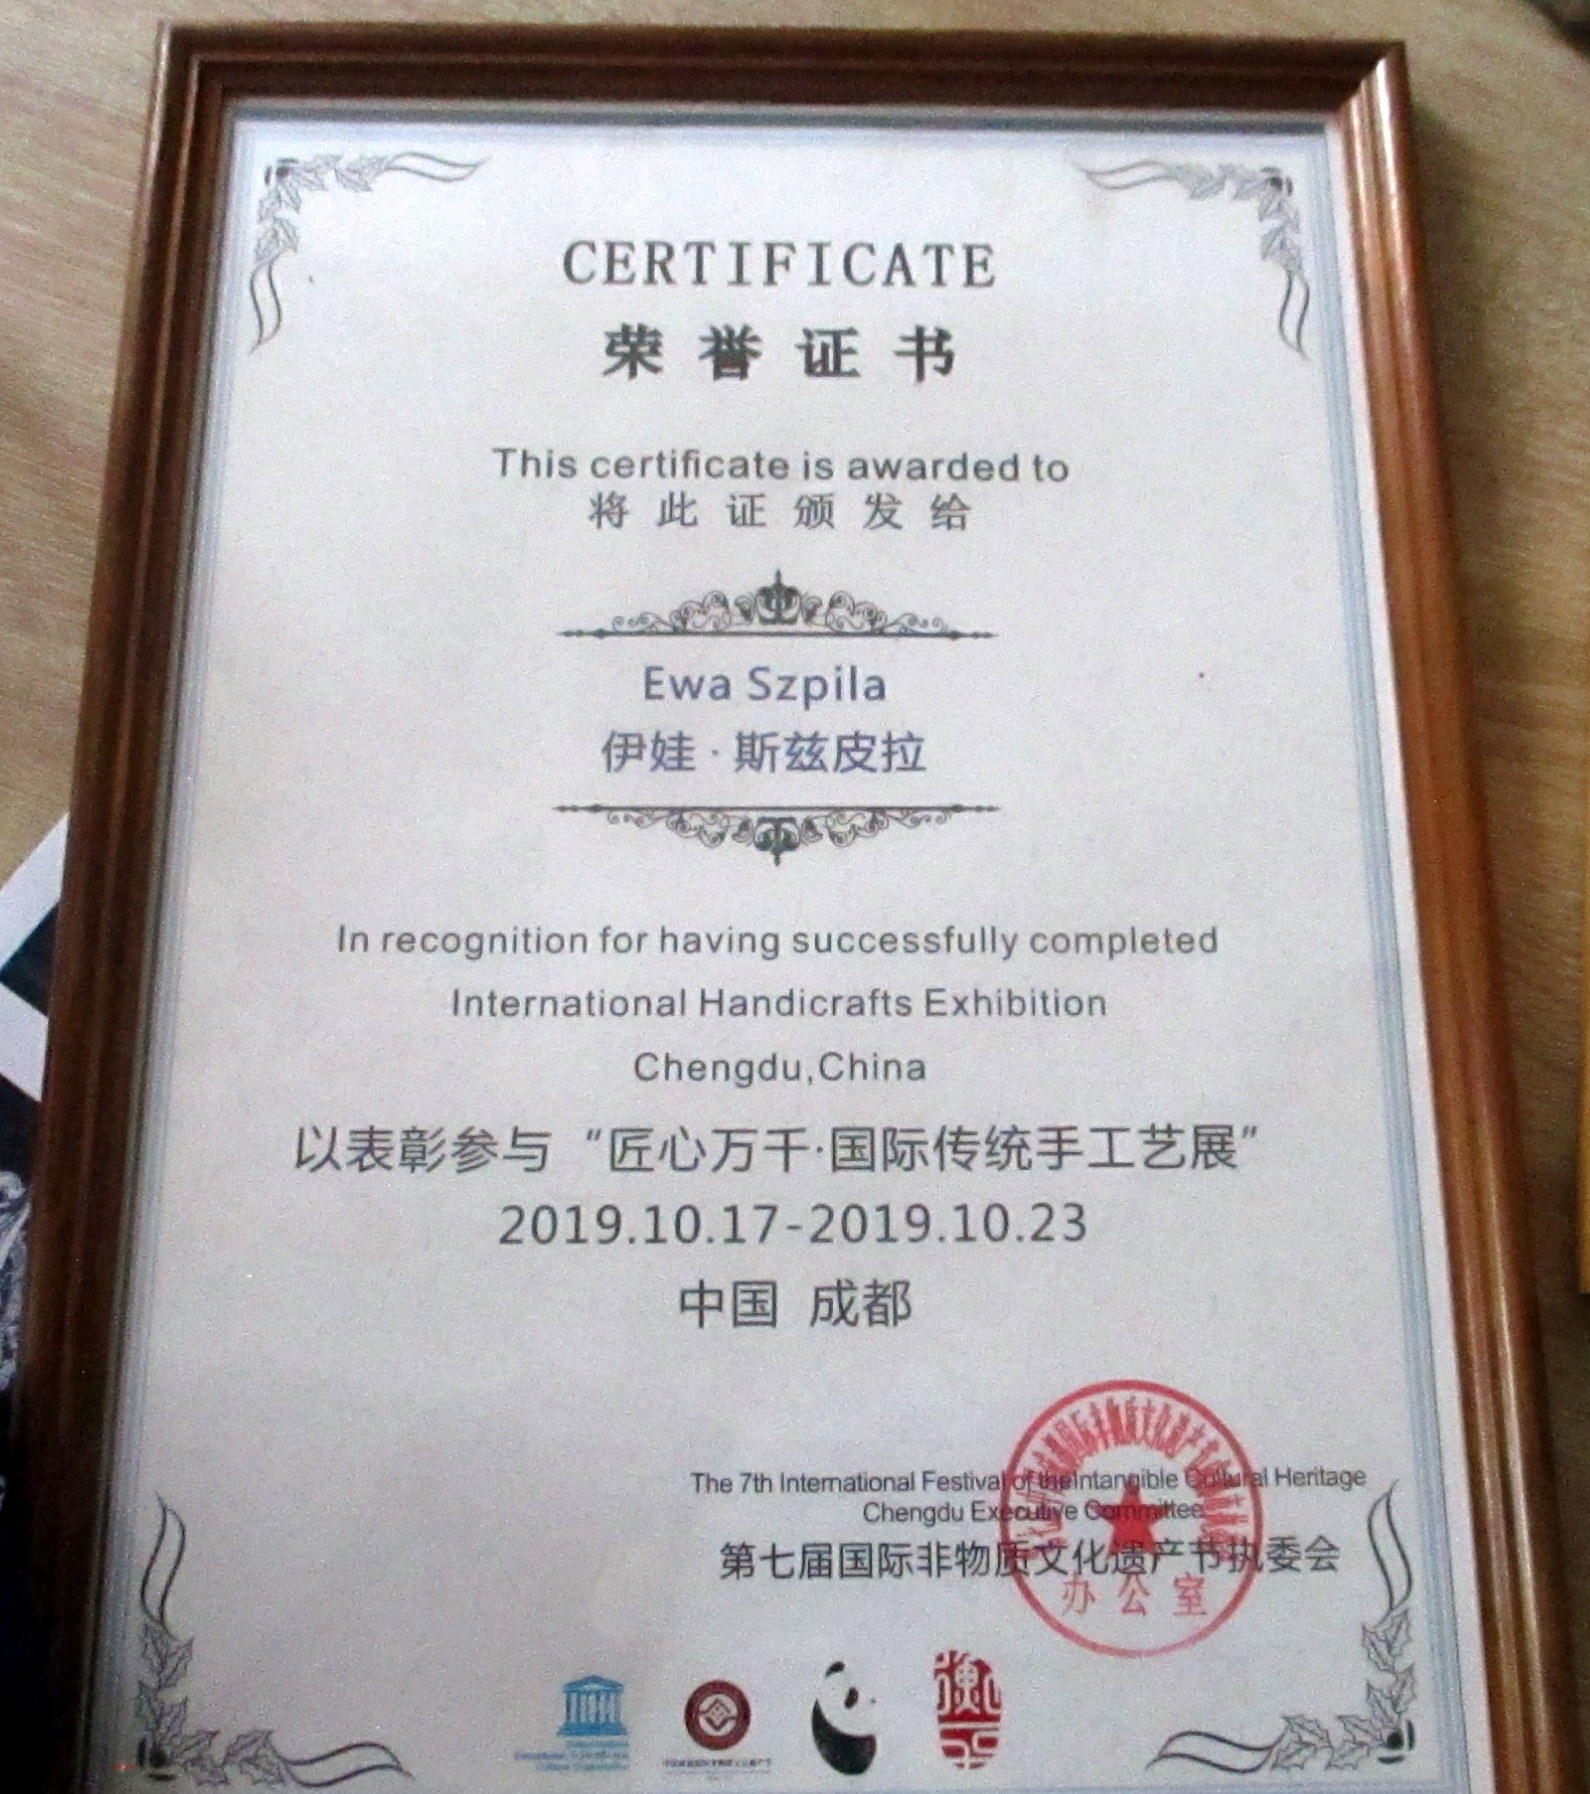 CERTIFICATE
荣誉证书
This certificate is awarded to
将此证颁发给
Ewa Szpila
伊娃·斯兹皮拉
In recognition for having successfully completed
International Handicrafts Exhibition
Chengdu,China
以表彰参与“匠心万千·国际传统手工艺展”
2019.10.17-2019.10.23
中国 成都
The 7th International Festival of theIntangible Cultural Heritage
Chengdu Executive Committee
第七届国际非物质文化遗产节执委会
办公室